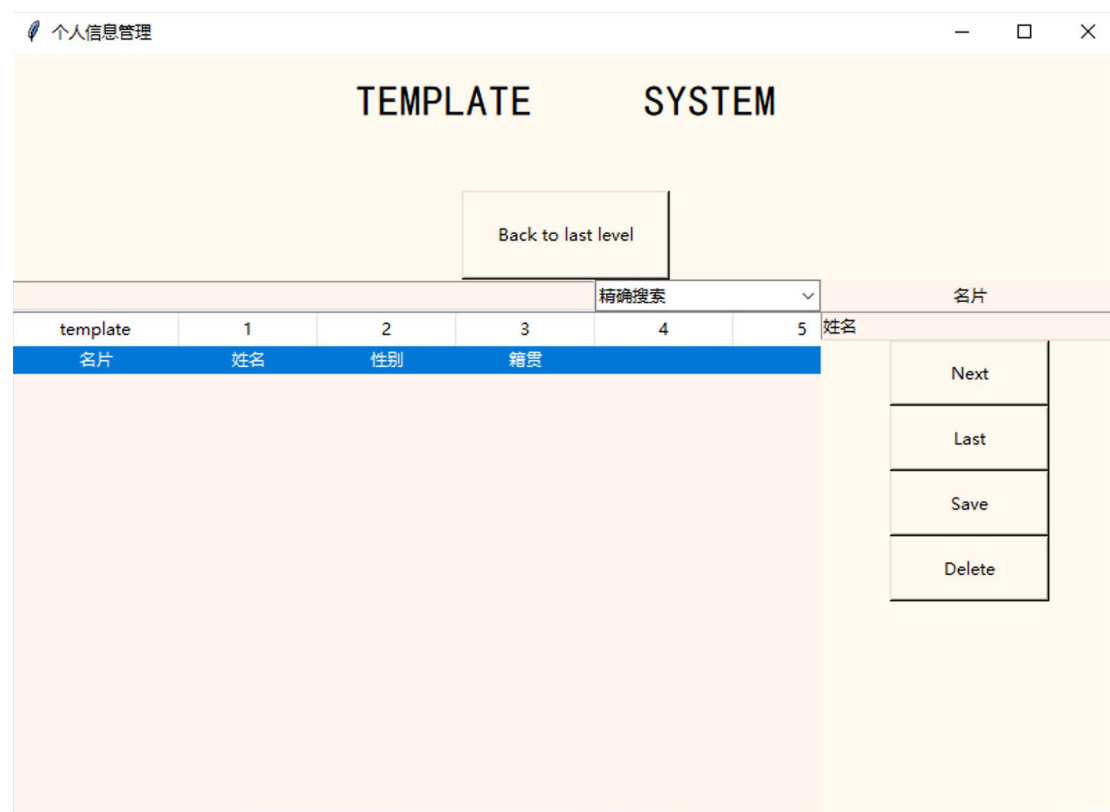 个人信息管理
TEMPLATE SYSTEM
Back to last level
精确搜索 名片
template 1 2 3 4 5 姓名
名片 姓名 性别 籍贯
Next
Last
Save
Delete